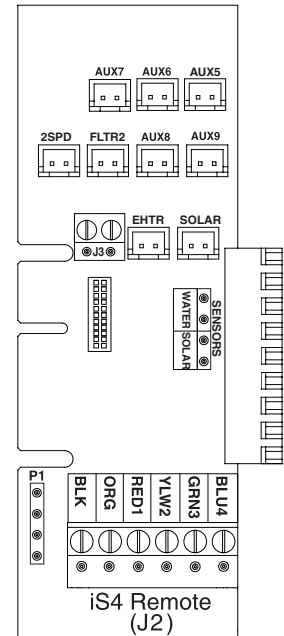 AUX7 AUX6 AUX5
2SPD FLTR2 AUX8 AUX9
EHTR SOLAR
J3
WATER SOLAR
SENSORS
P1
BLK ORG RED1 YLW2 GRN3 BLU4
iS4 Remote
(J2)